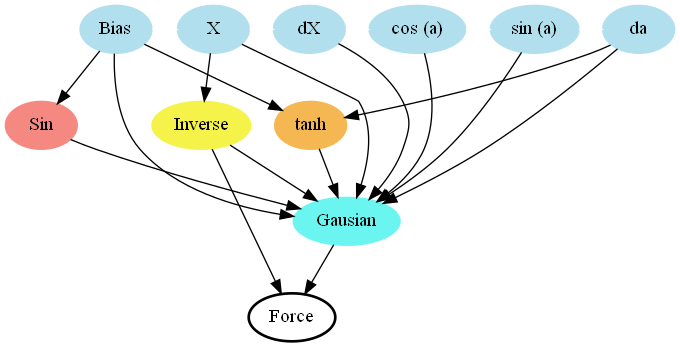 Bias
X
dX
cos (a)
sin (a)
da
Sin
Inverse
tanh
Gausian
Force